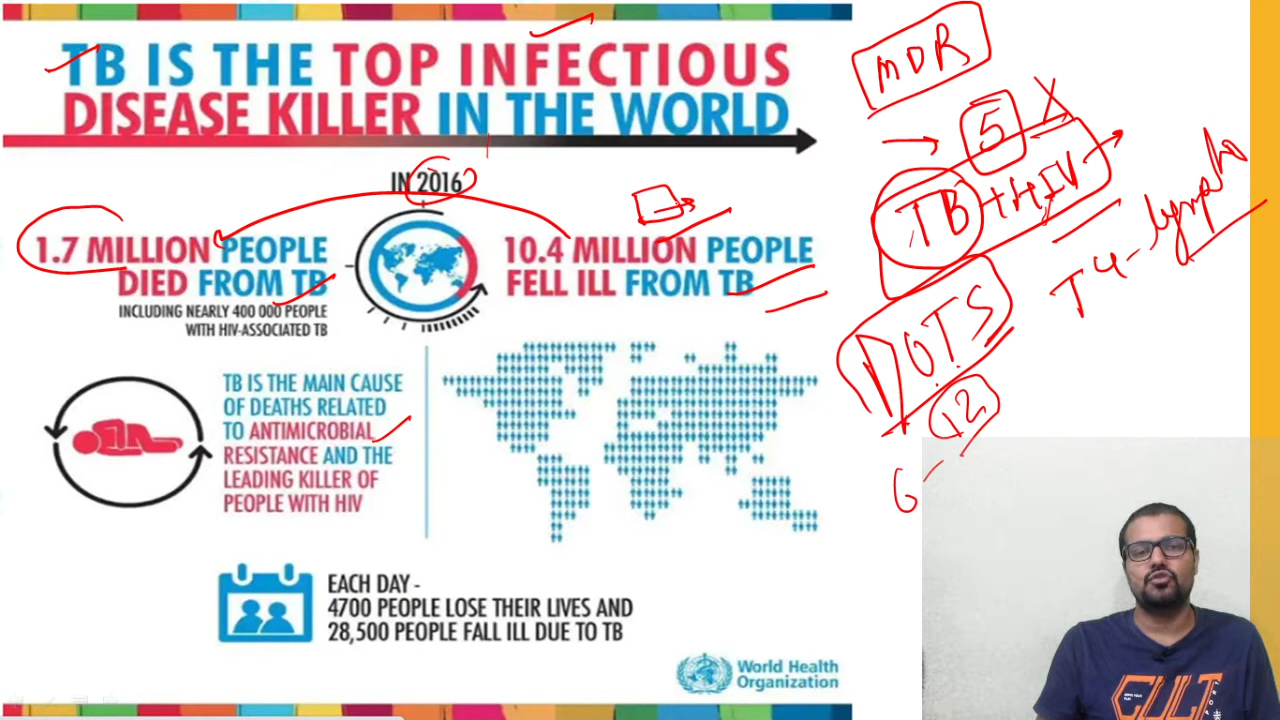 TB IS THE TOP INFECTIOUS
DISEASE KILLER IN THE WORLD
IN 2016
1.7 MILLION PEOPLE
DIED FROM TB
INCLUDING NEARLY 400 000 PEOPLE
WITH HIV-ASSOCIATED TB
10.4 MILLION PEOPLE
FELL ILL FROM TB
TB IS THE MAIN CAUSE
OF DEATHS RELATED
TO ANTIMICROBIAL
RESISTANCE AND THE
LEADING KILLER OF
PEOPLE WITH HIV
EACH DAY -
4700 PEOPLE LOSE THEIR LIVES AND
28,500 PEOPLE FALL ILL DUE TO TB
World Health
Organization
MDR
5 X
TB + HIV
T4 - lympho
DOTS
6 - 12
CULT